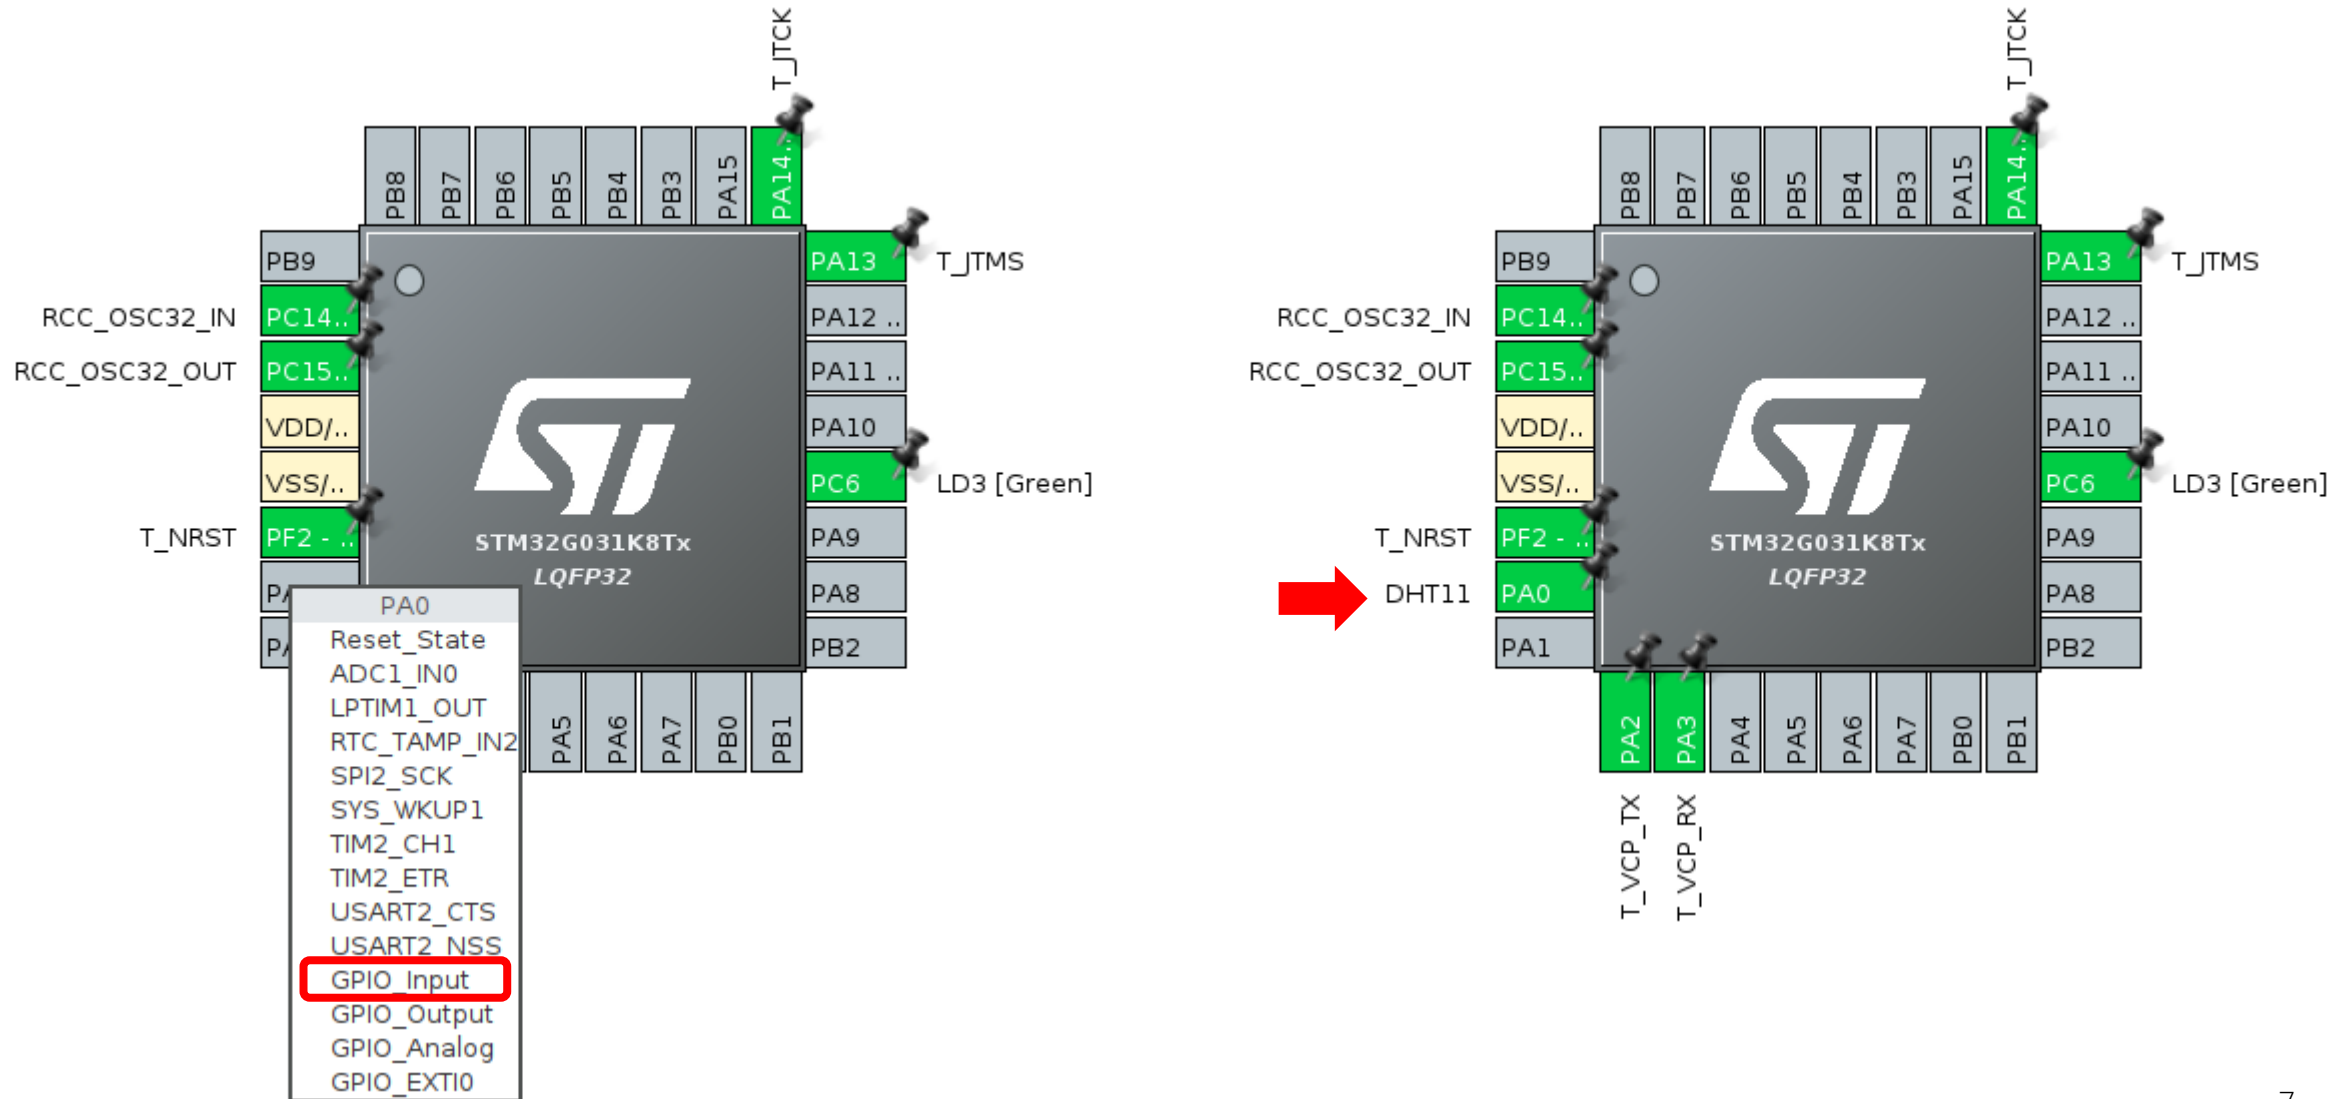 T_JTCK
PB8
PB7
PB6
PB5
PB4
PB3
PA15
PA14..
PB9
PA13
T_JTMS
RCC_OSC32_IN
PC14..
PA12 ..
RCC_OSC32_OUT
PC15..
PA11 ..
VDD/..
PA10
VSS/..
PC6
LD3 [Green]
T_NRST
PF2 - ..
PA9
STM32G031K8Tx
LQFP32
PA
PA8
PA
PB2
PA0
Reset_State
ADC1_IN0
LPTIM1_OUT
RTC_TAMP_IN2
SPI2_SCK
SYS_WKUP1
TIM2_CH1
TIM2_ETR
USART2_CTS
USART2_NSS
GPIO_Input
GPIO_Output
GPIO_Analog
GPIO_EXTI0
PA5
PA6
PA7
PB0
PB1
T_JTCK
PB8
PB7
PB6
PB5
PB4
PB3
PA15
PA14..
PB9
PA13
T_JTMS
RCC_OSC32_IN
PC14..
PA12 ..
RCC_OSC32_OUT
PC15..
PA11 ..
VDD/..
PA10
VSS/..
PC6
LD3 [Green]
T_NRST
PF2 - ..
PA9
STM32G031K8Tx
LQFP32
DHT11
PA0
PA8
PA1
PB2
PA2
PA3
PA4
PA5
PA6
PA7
PB0
PB1
T_VCP_TX
T_VCP_RX